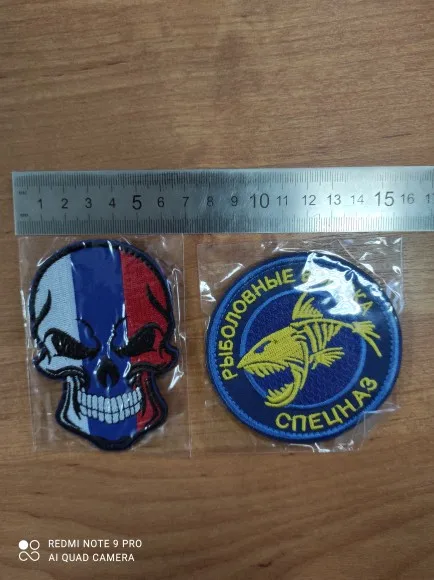 1 2 3 4 5 6 7 8 9 10 11 12 13 14 15 16
РЫБОЛОВНЫЕ
СПЕЦНАЗ
REDMI NOTE 9 PRO
AI QUAD CAMERA